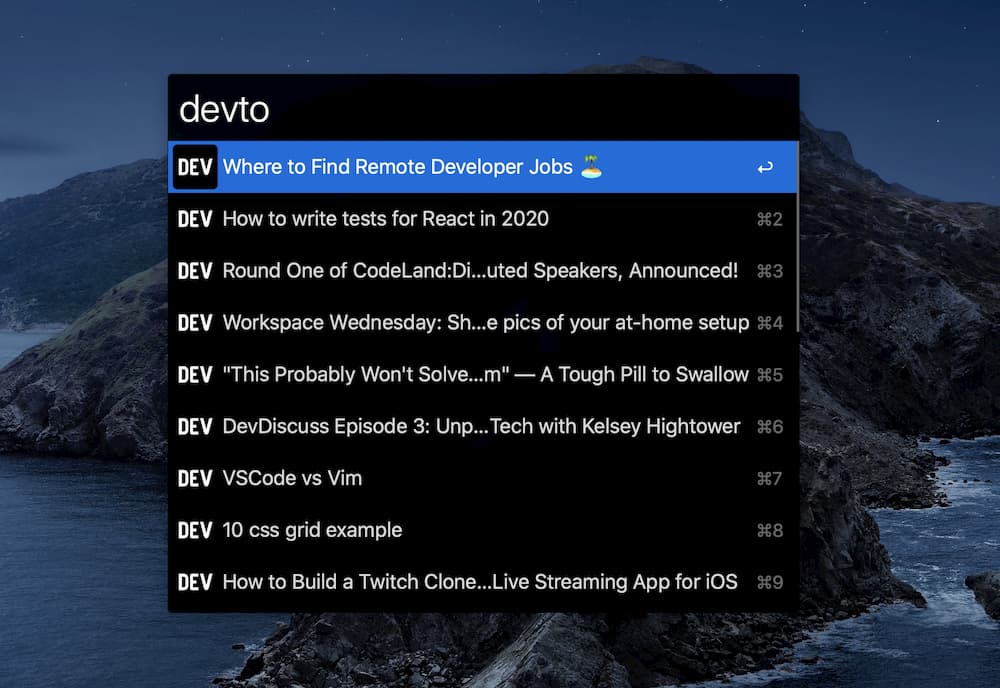 devto
DEV Where to Find Remote Developer Jobs 🏝️ ↩
DEV How to write tests for React in 2020 ⌘2
DEV Round One of CodeLand:Di...uted Speakers, Announced! ⌘3
DEV Workspace Wednesday: Sh...e pics of your at-home setup ⌘4
DEV "This Probably Won't Solve...m" — A Tough Pill to Swallow ⌘5
DEV DevDiscuss Episode 3: Unp...Tech with Kelsey Hightower ⌘6
DEV VSCode vs Vim ⌘7
DEV 10 css grid example ⌘8
DEV How to Build a Twitch Clone...Live Streaming App for iOS ⌘9